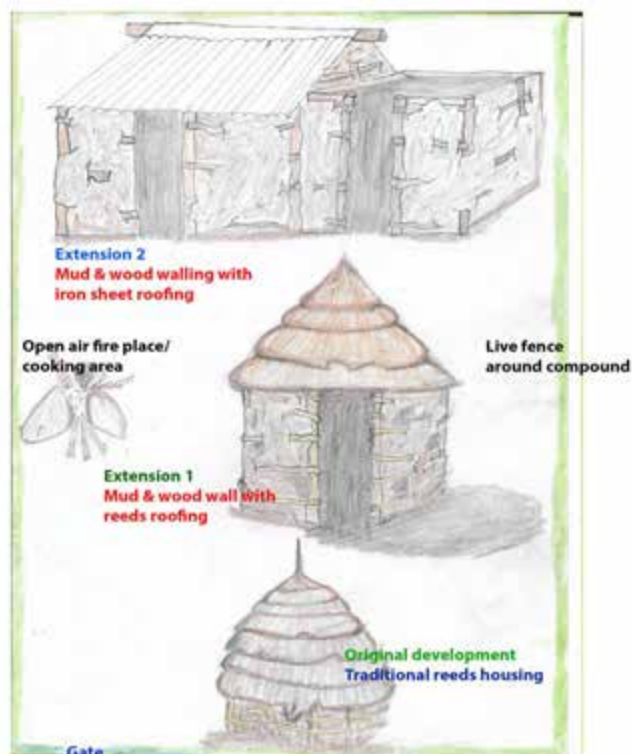 Extension 2
Mud & wood walling with
iron sheet roofing
Open air fire place/
cooking area
Live fence
around compound
Extension 1
Mud & wood wall with
reeds roofing
Original development
Traditional reeds housing
Gate